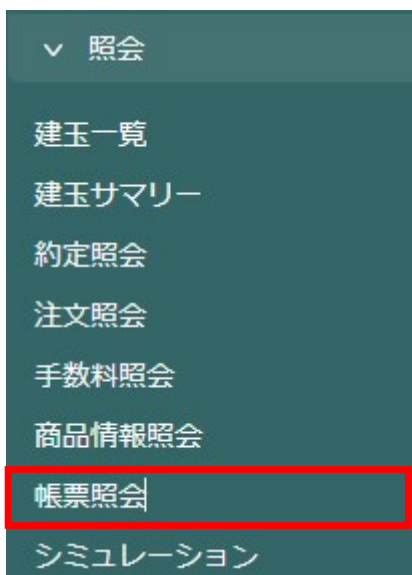 照会
建玉一覧
建玉サマリー
約定照会
注文照会
手数料照会
商品情報照会
帳票照会
シミュレーション